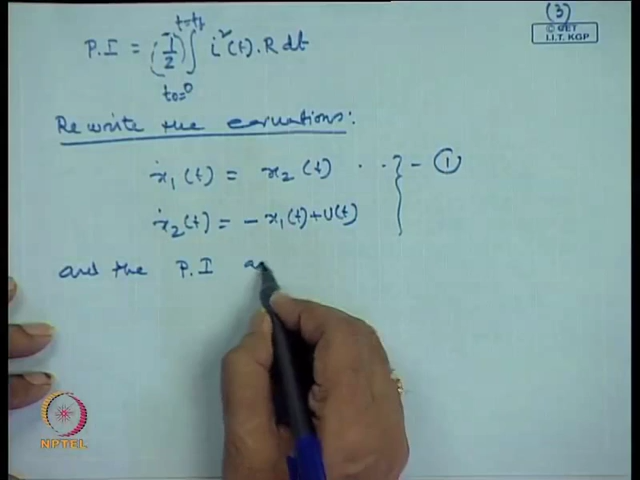 (3)
© CET
I.I.T. KGP
t=tf
P.I = (1/2) ∫ i²(t).R dt
t0=0
Rewrite the equations:
ẋ1(t) = x2(t) . . } - (1)
ẋ2(t) = - x1(t) + U(t)
and the P.I a
NPTEL